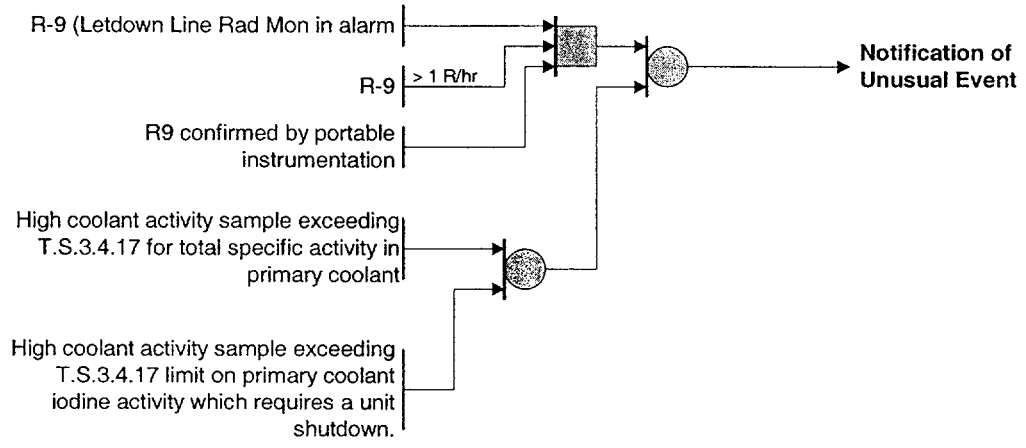 R-9 (Letdown Line Rad Mon in alarm
R-9
> 1 R/hr
R9 confirmed by portable
instrumentation
High coolant activity sample exceeding
T.S.3.4.17 for total specific activity in
primary coolant
High coolant activity sample exceeding
T.S.3.4.17 limit on primary coolant
iodine activity which requires a unit
shutdown.
Notification of
Unusual Event